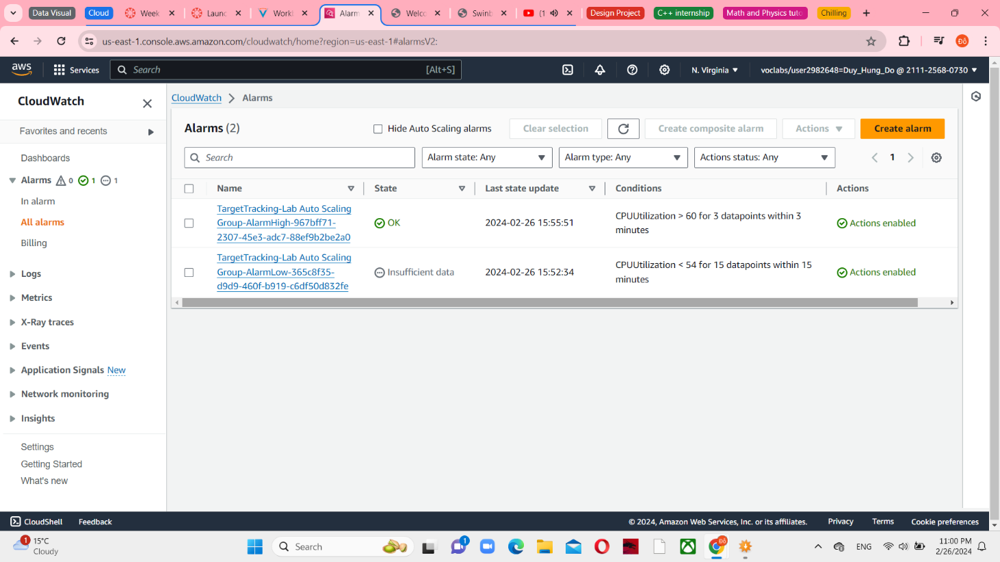 Data Visual
Cloud
Week
Launc
Workl
Alarm
Welco
Swinb
(1
Design Project
C++ internship
Math and Physics tuto
Chilling
us-east-1.console.aws.amazon.com/cloudwatch/home?region=us-east-1#alarmsV2:
Đỗ
aws
Services
Search
[Alt+S]
N. Virginia
voclabs/user2982648=Duy_Hung_Do @ 2111-2568-0730
CloudWatch
Favorites and recents
Dashboards
Alarms 0 1 1
In alarm
All alarms
Billing
Logs
Metrics
X-Ray traces
Events
Application Signals New
Network monitoring
Insights
Settings
Getting Started
What's new
CloudWatch
Alarms
Alarms (2)
Hide Auto Scaling alarms
Clear selection
Create composite alarm
Actions
Create alarm
Search
Alarm state: Any
Alarm type: Any
Actions status: Any
1
Name
State
Last state update
Conditions
Actions
TargetTracking-Lab Auto Scaling
Group-AlarmHigh-967bff71-
2307-45e3-adc7-88ef9b2be2a0
OK
2024-02-26 15:55:51
CPUUtilization > 60 for 3 datapoints within 3
minutes
Actions enabled
TargetTracking-Lab Auto Scaling
Group-AlarmLow-365c8f35-
d9d9-460f-b919-c6df50d832fe
Insufficient data
2024-02-26 15:52:34
CPUUtilization < 54 for 15 datapoints within 15
minutes
Actions enabled
CloudShell
Feedback
© 2024, Amazon Web Services, Inc. or its affiliates.
Privacy
Terms
Cookie preferences
1
15°C
Cloudy
Search
1
Đỗ
ENG
11:00 PM
2/26/2024